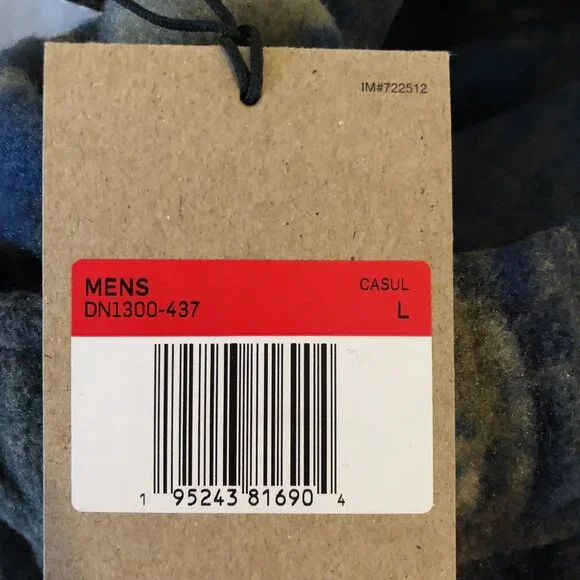 IM#722512
MENS
CASUL
DN1300-437
L
1 95243 81690 4